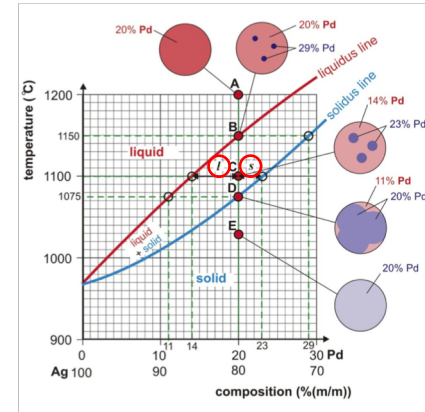 20% Pd
20% Pd
29% Pd
liquidus line
solidus line
temperature (°C)
1200
1150
1100
1075
1000
900
A
B
C
D
E
l
s
liquid
liquid
+
solid
solid
14% Pd
23% Pd
11% Pd
20% Pd
20% Pd
0
10
11
14
20
23
29
30 Pd
Ag 100
90
80
70
composition (%(m/m))